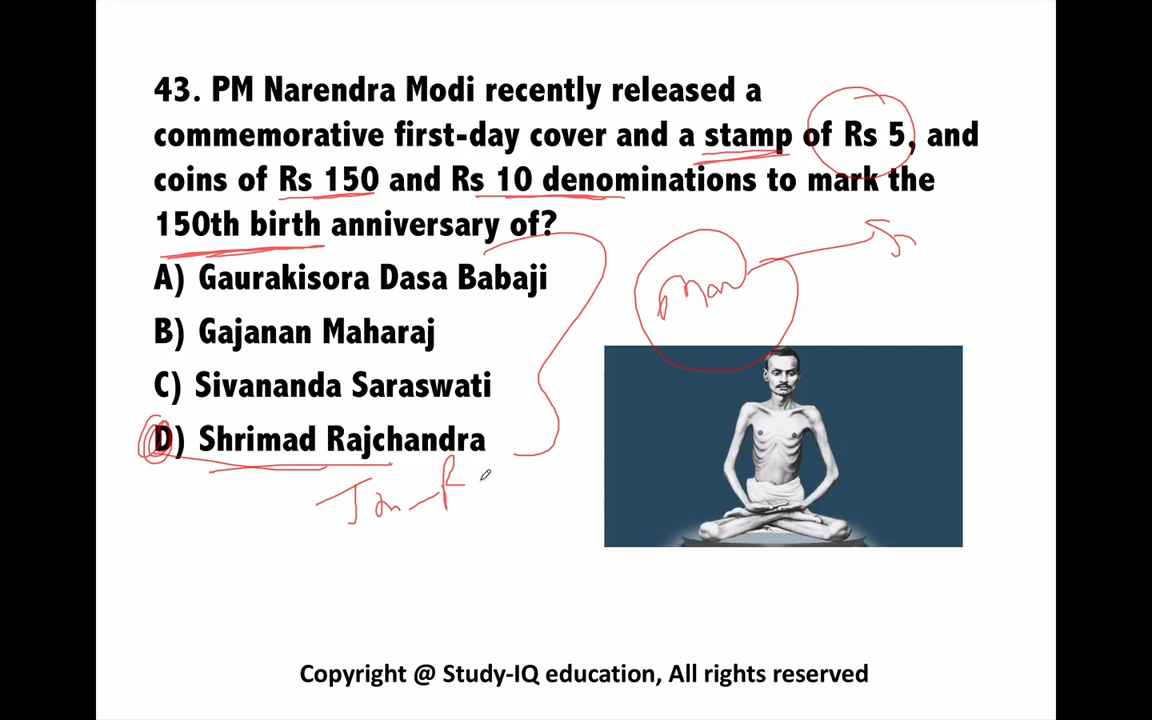 43. PM Narendra Modi recently released a
commemorative first-day cover and a stamp of Rs 5, and
coins of Rs 150 and Rs 10 denominations to mark the
150th birth anniversary of?
A) Gaurakisora Dasa Babaji
B) Gajanan Maharaj
C) Sivananda Saraswati
D) Shrimad Rajchandra
Copyright @ Study-IQ education, All rights reserved